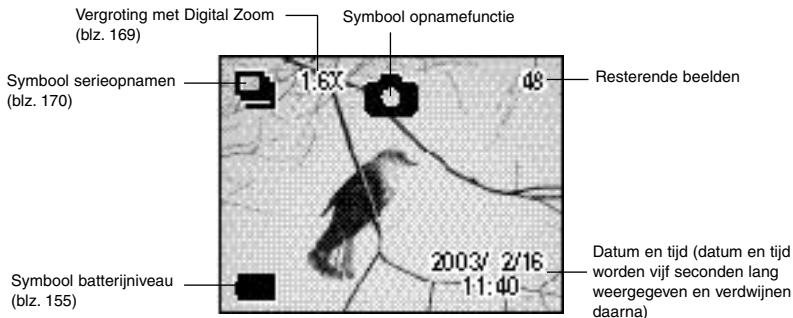 Vergroting met Digital Zoom
(blz. 169)
Symbool opnamefunctie
Symbool serieopnamen
(blz. 170)
1.6X
48
Resterende beelden
2003/ 2/16
11:40
Datum en tijd (datum en tijd
worden vijf seconden lang
weergegeven en verdwijnen
daarna)
Symbool batterijniveau
(blz. 155)